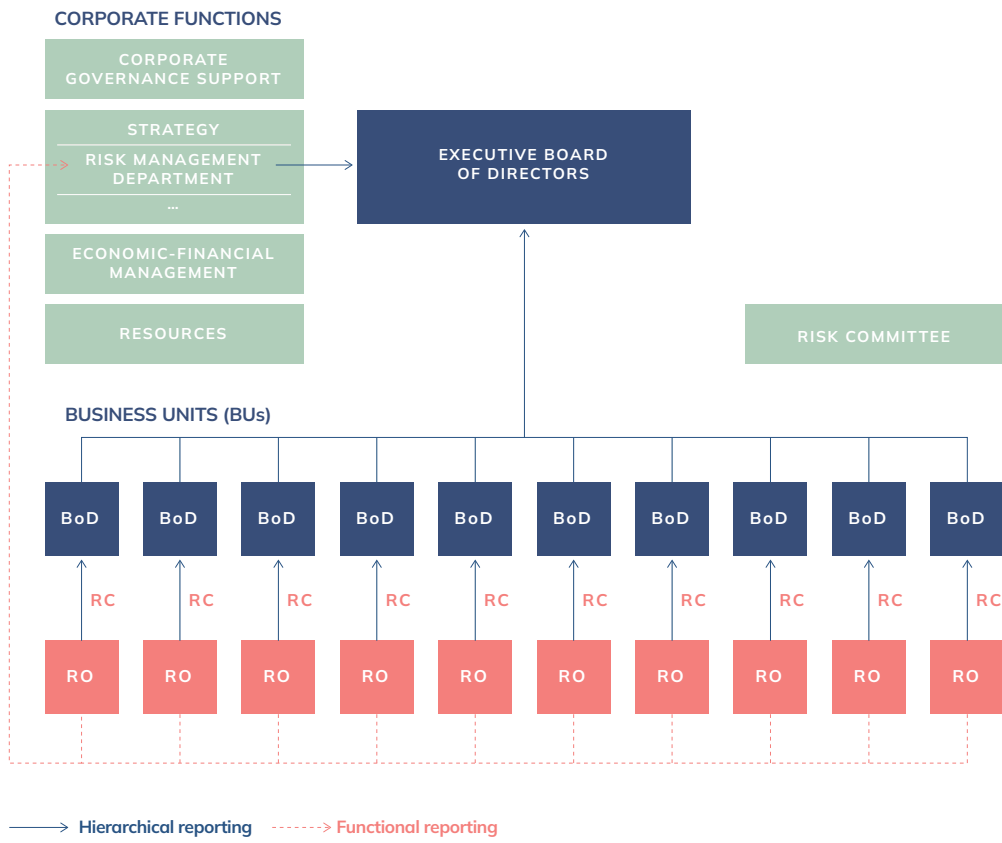 CORPORATE FUNCTIONS
CORPORATE
GOVERNANCE SUPPORT
STRATEGY
RISK MANAGEMENT
DEPARTMENT
...
ECONOMIC-FINANCIAL
MANAGEMENT
RESOURCES
EXECUTIVE BOARD
OF DIRECTORS
RISK COMMITTEE
BUSINESS UNITS (BUs)
BoD BoD BoD BoD BoD BoD BoD BoD BoD BoD
RC RC RC RC RC RC RC RC RC RC
RO RO RO RO RO RO RO RO RO RO
Hierarchical reporting Functional reporting